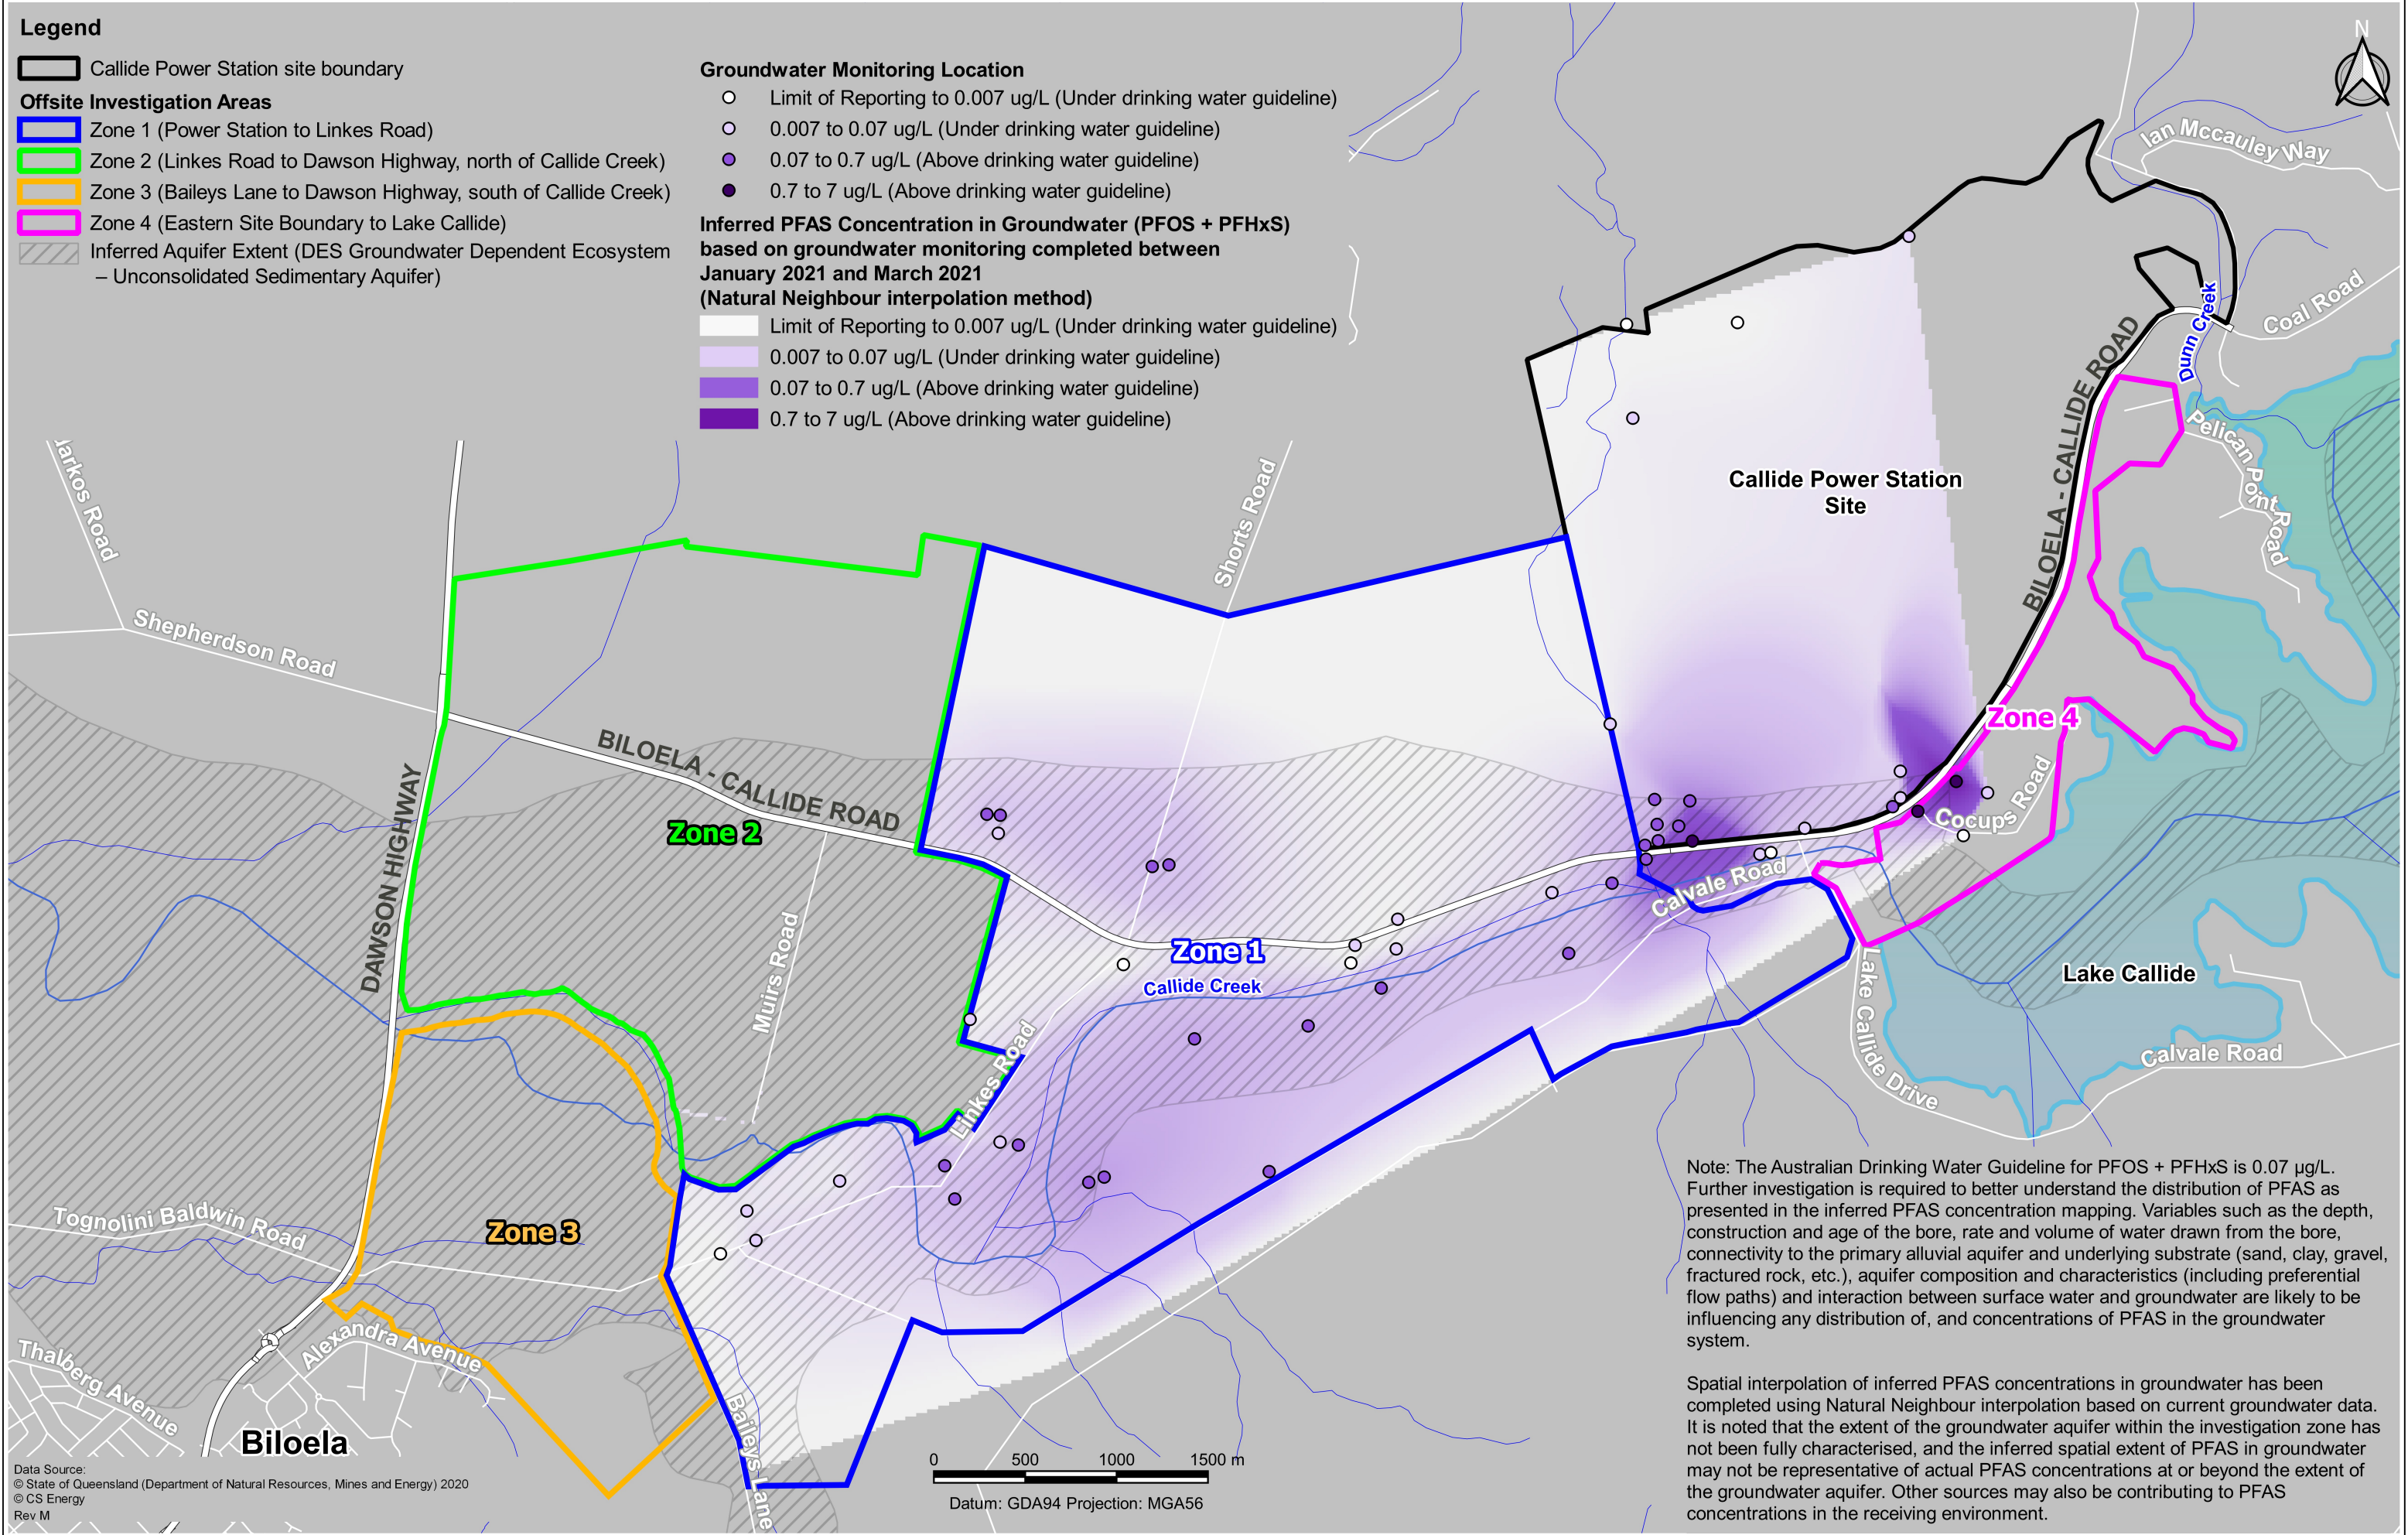 Legend
Callide Power Station site boundary
Offsite Investigation Areas
Zone 1 (Power Station to Linkes Road)
Zone 2 (Linkes Road to Dawson Highway, north of Callide Creek)
Zone 3 (Baileys Lane to Dawson Highway, south of Callide Creek)
Zone 4 (Eastern Site Boundary to Lake Callide)
Inferred Aquifer Extent (DES Groundwater Dependent Ecosystem
– Unconsolidated Sedimentary Aquifer)
Groundwater Monitoring Location
Limit of Reporting to 0.007 ug/L (Under drinking water guideline)
0.007 to 0.07 ug/L (Under drinking water guideline)
0.07 to 0.7 ug/L (Above drinking water guideline)
0.7 to 7 ug/L (Above drinking water guideline)
Inferred PFAS Concentration in Groundwater (PFOS + PFHxS)
based on groundwater monitoring completed between
January 2021 and March 2021
(Natural Neighbour interpolation method)
Limit of Reporting to 0.007 ug/L (Under drinking water guideline)
0.007 to 0.07 ug/L (Under drinking water guideline)
0.07 to 0.7 ug/L (Above drinking water guideline)
0.7 to 7 ug/L (Above drinking water guideline)
N
Ian Mccauley Way
Coal Road
Dunn Creek
BILOELA - CALLIDE ROAD
Pelican Point Road
Callide Power Station
Site
Shorts Road
Road
Shepherdson Road
BILOELA - CALLIDE ROAD
DAWSON HIGHWAY
Zone 2
Muirs Road
Zone 1
Callide Creek
Linkes Road
Zone 4
Cocups Road
Calvale Road
Lake Callide
Lake Callide Drive
Calvale Road
Tognolini Baldwin Road
Zone 3
Alexandra Avenue
Thalberg Avenue
Biloela
Baileys Lane
0 500 1000 1500 m
Datum: GDA94 Projection: MGA56
Data Source:
© State of Queensland (Department of Natural Resources, Mines and Energy) 2020
© CS Energy
Rev M
Note: The Australian Drinking Water Guideline for PFOS + PFHxS is 0.07 µg/L.
Further investigation is required to better understand the distribution of PFAS as
presented in the inferred PFAS concentration mapping. Variables such as the depth,
construction and age of the bore, rate and volume of water drawn from the bore,
connectivity to the primary alluvial aquifer and underlying substrate (sand, clay, gravel,
fractured rock, etc.), aquifer composition and characteristics (including preferential
flow paths) and interaction between surface water and groundwater are likely to be
influencing any distribution of, and concentrations of PFAS in the groundwater
system.
Spatial interpolation of inferred PFAS concentrations in groundwater has been
completed using Natural Neighbour interpolation based on current groundwater data.
It is noted that the extent of the groundwater aquifer within the investigation zone has
not been fully characterised, and the inferred spatial extent of PFAS in groundwater
may not be representative of actual PFAS concentrations at or beyond the extent of
the groundwater aquifer. Other sources may also be contributing to PFAS
concentrations in the receiving environment.